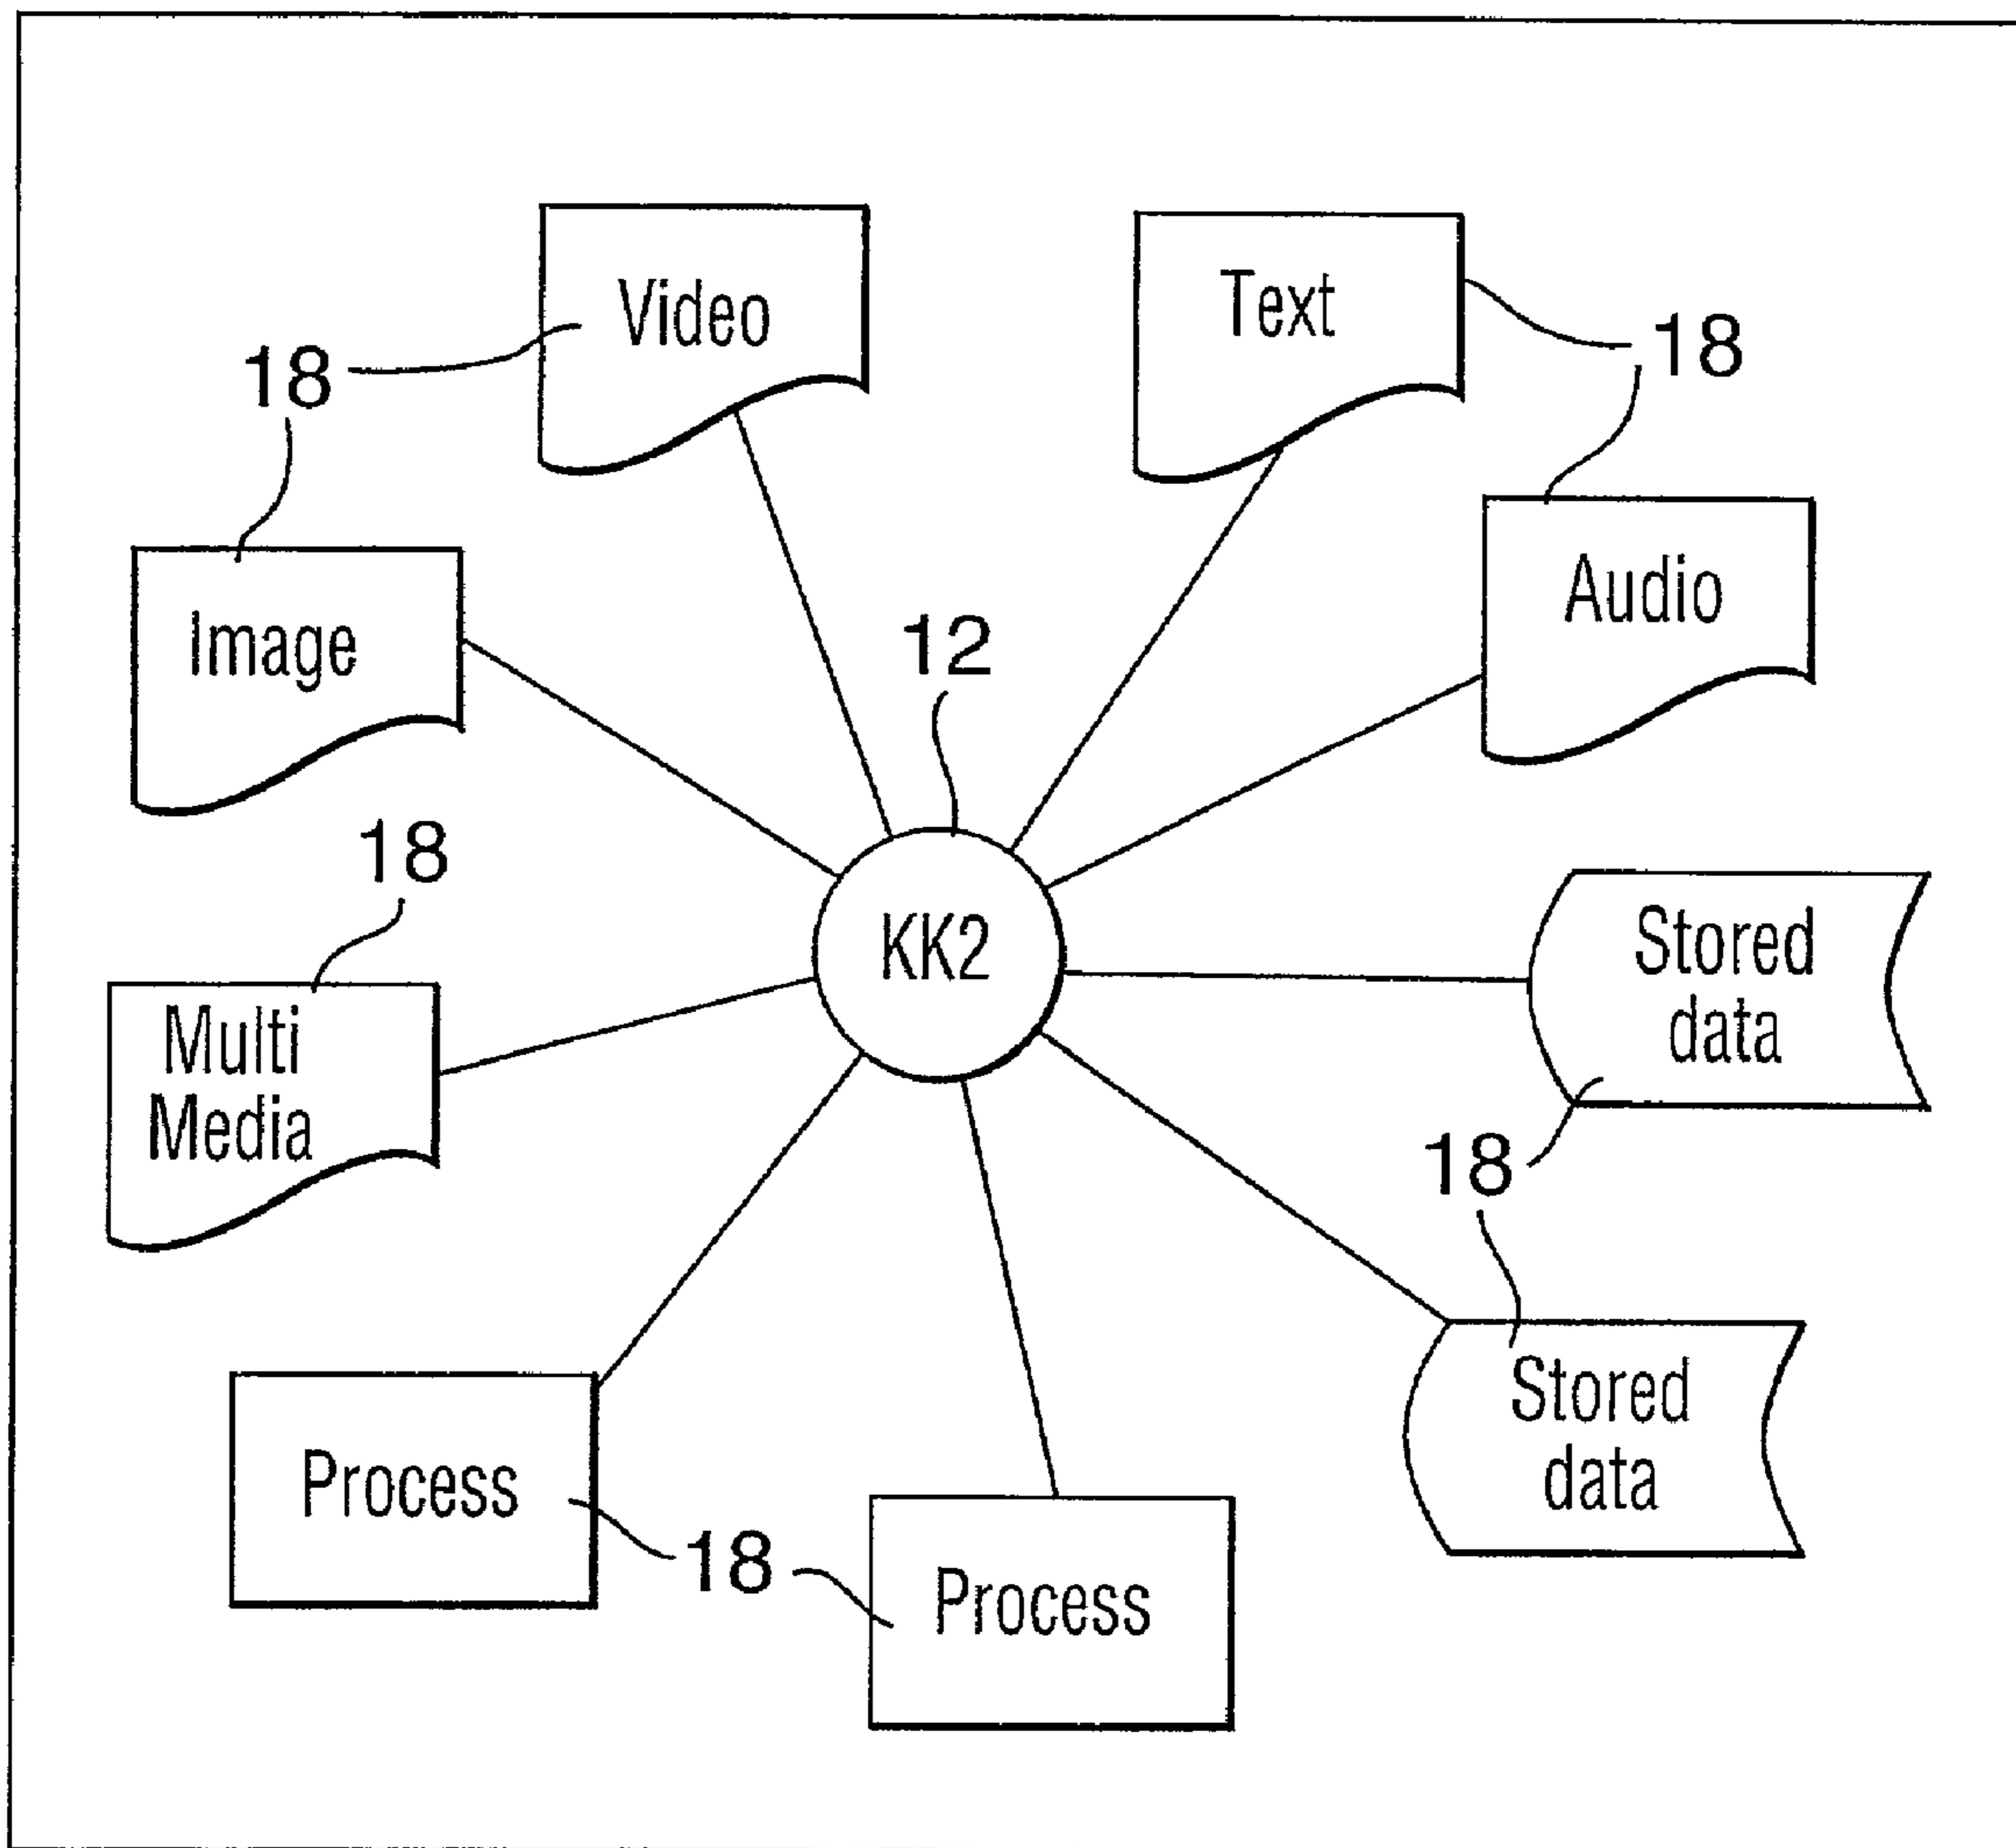 Video
Text
18
18
Audio
Image
12
18
KK2
Stored
data
Multi
Media
18
Stored
data
Process
18
Process